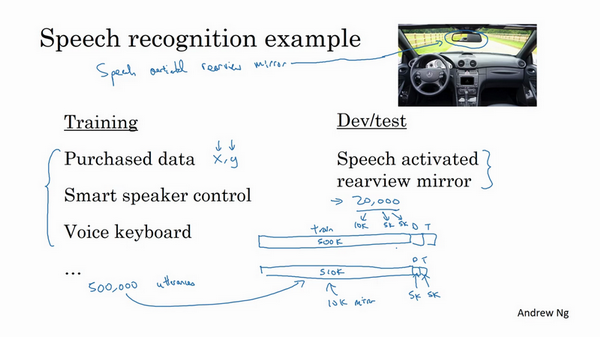 Speech recognition example
Speech activated rearview mirror
Training
Dev/test
Purchased data x, y
Speech activated
rearview mirror
Smart speaker control
20,000
10K 5K 5K
Voice keyboard
train D T
500K
...
D T
510K
500,000 utterances
10K mirror
5K 5K
Andrew Ng